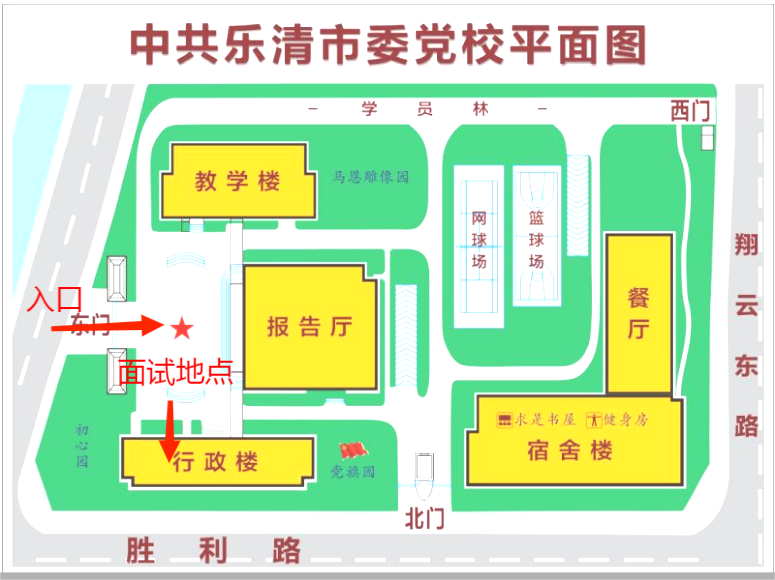 中共乐清市委党校平面图
－ 学 员 林 －
西门
教学楼
马恩雕像园
网球场
篮球场
翔云东路
入口
东门
报告厅
餐厅
面试地点
初心园
求是书屋 健身房
行政楼
党旗园
宿舍楼
北门
胜利路